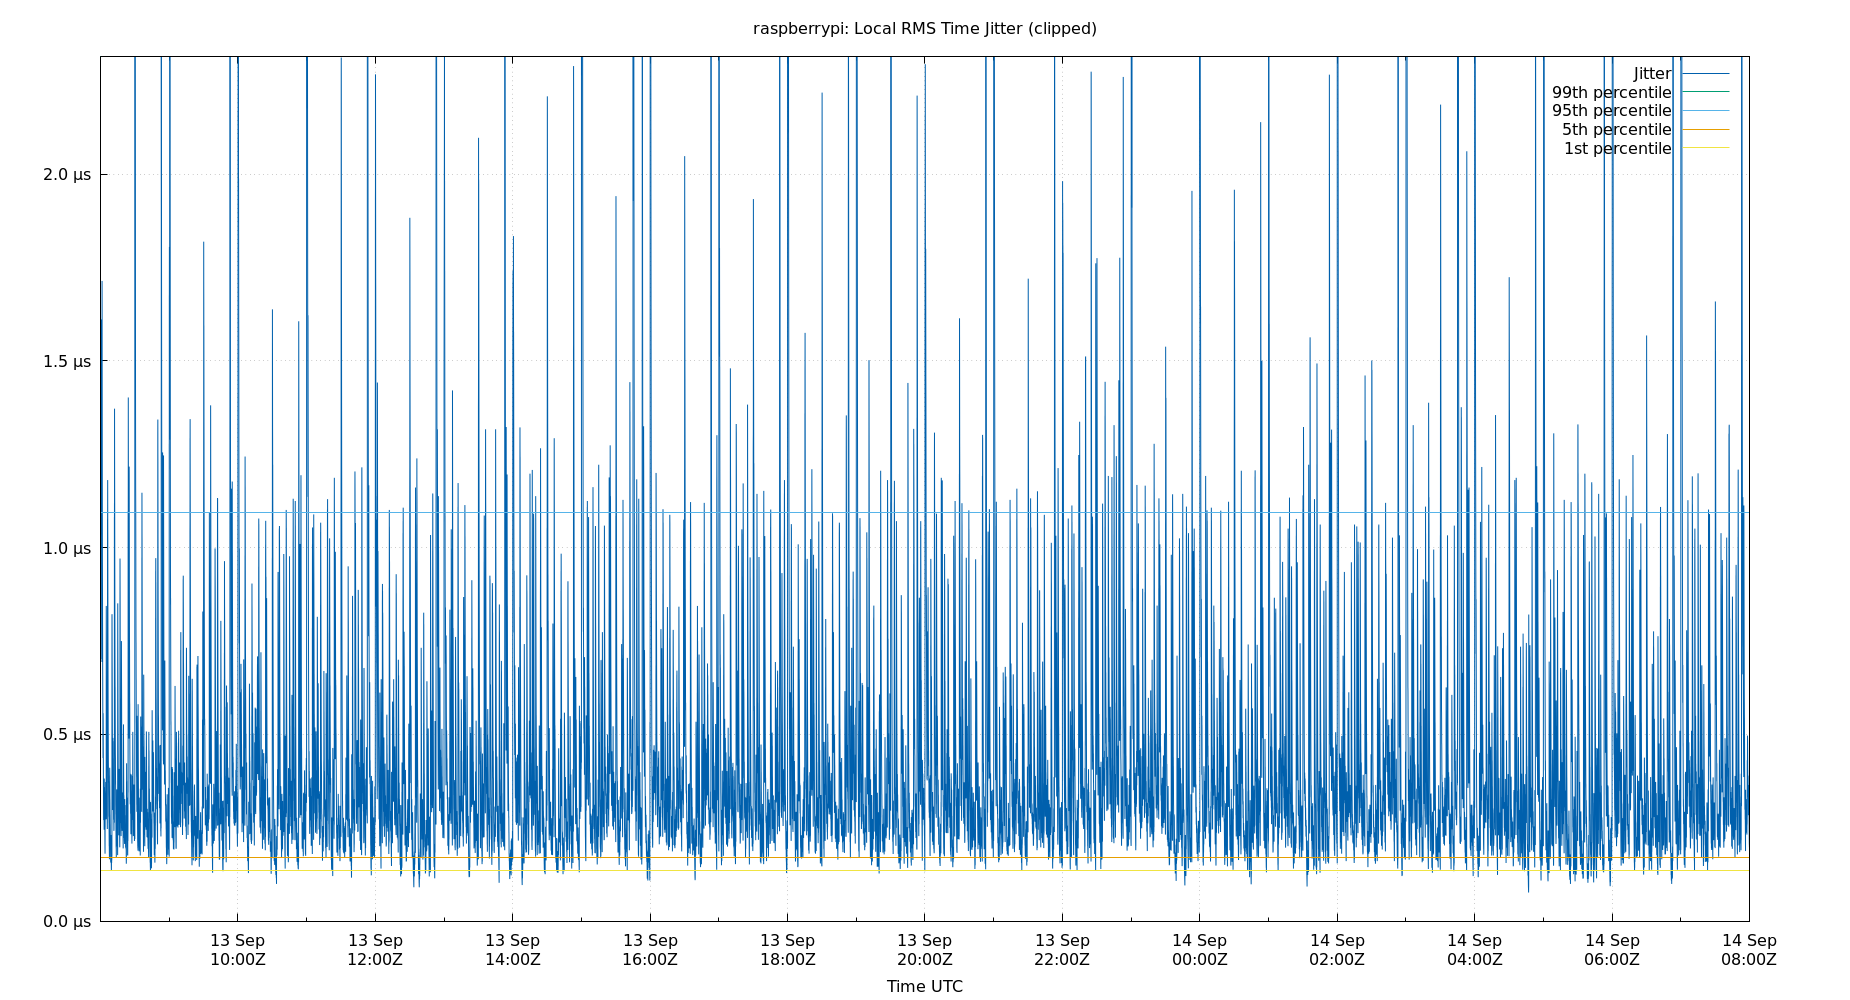 raspberrypi: Local RMS Time Jitter (clipped)
Jitter
99th percentile
95th percentile
5th percentile
1st percentile
2.0 µs
1.5 µs
1.0 µs
0.5 µs
0.0 µs
13 Sep 13 Sep 13 Sep 13 Sep 13 Sep 13 Sep 13 Sep 14 Sep 14 Sep 14 Sep 14 Sep 14 Sep
10:00Z 12:00Z 14:00Z 16:00Z 18:00Z 20:00Z 22:00Z 00:00Z 02:00Z 04:00Z 06:00Z 08:00Z
Time UTC